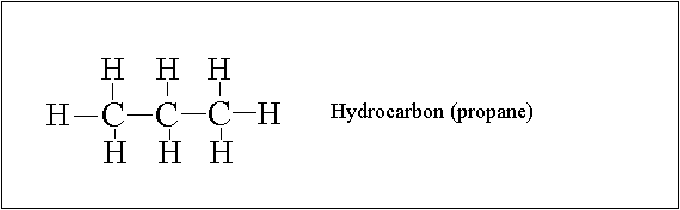 H H H
H C C C H
H H H
Hydrocarbon (propane)